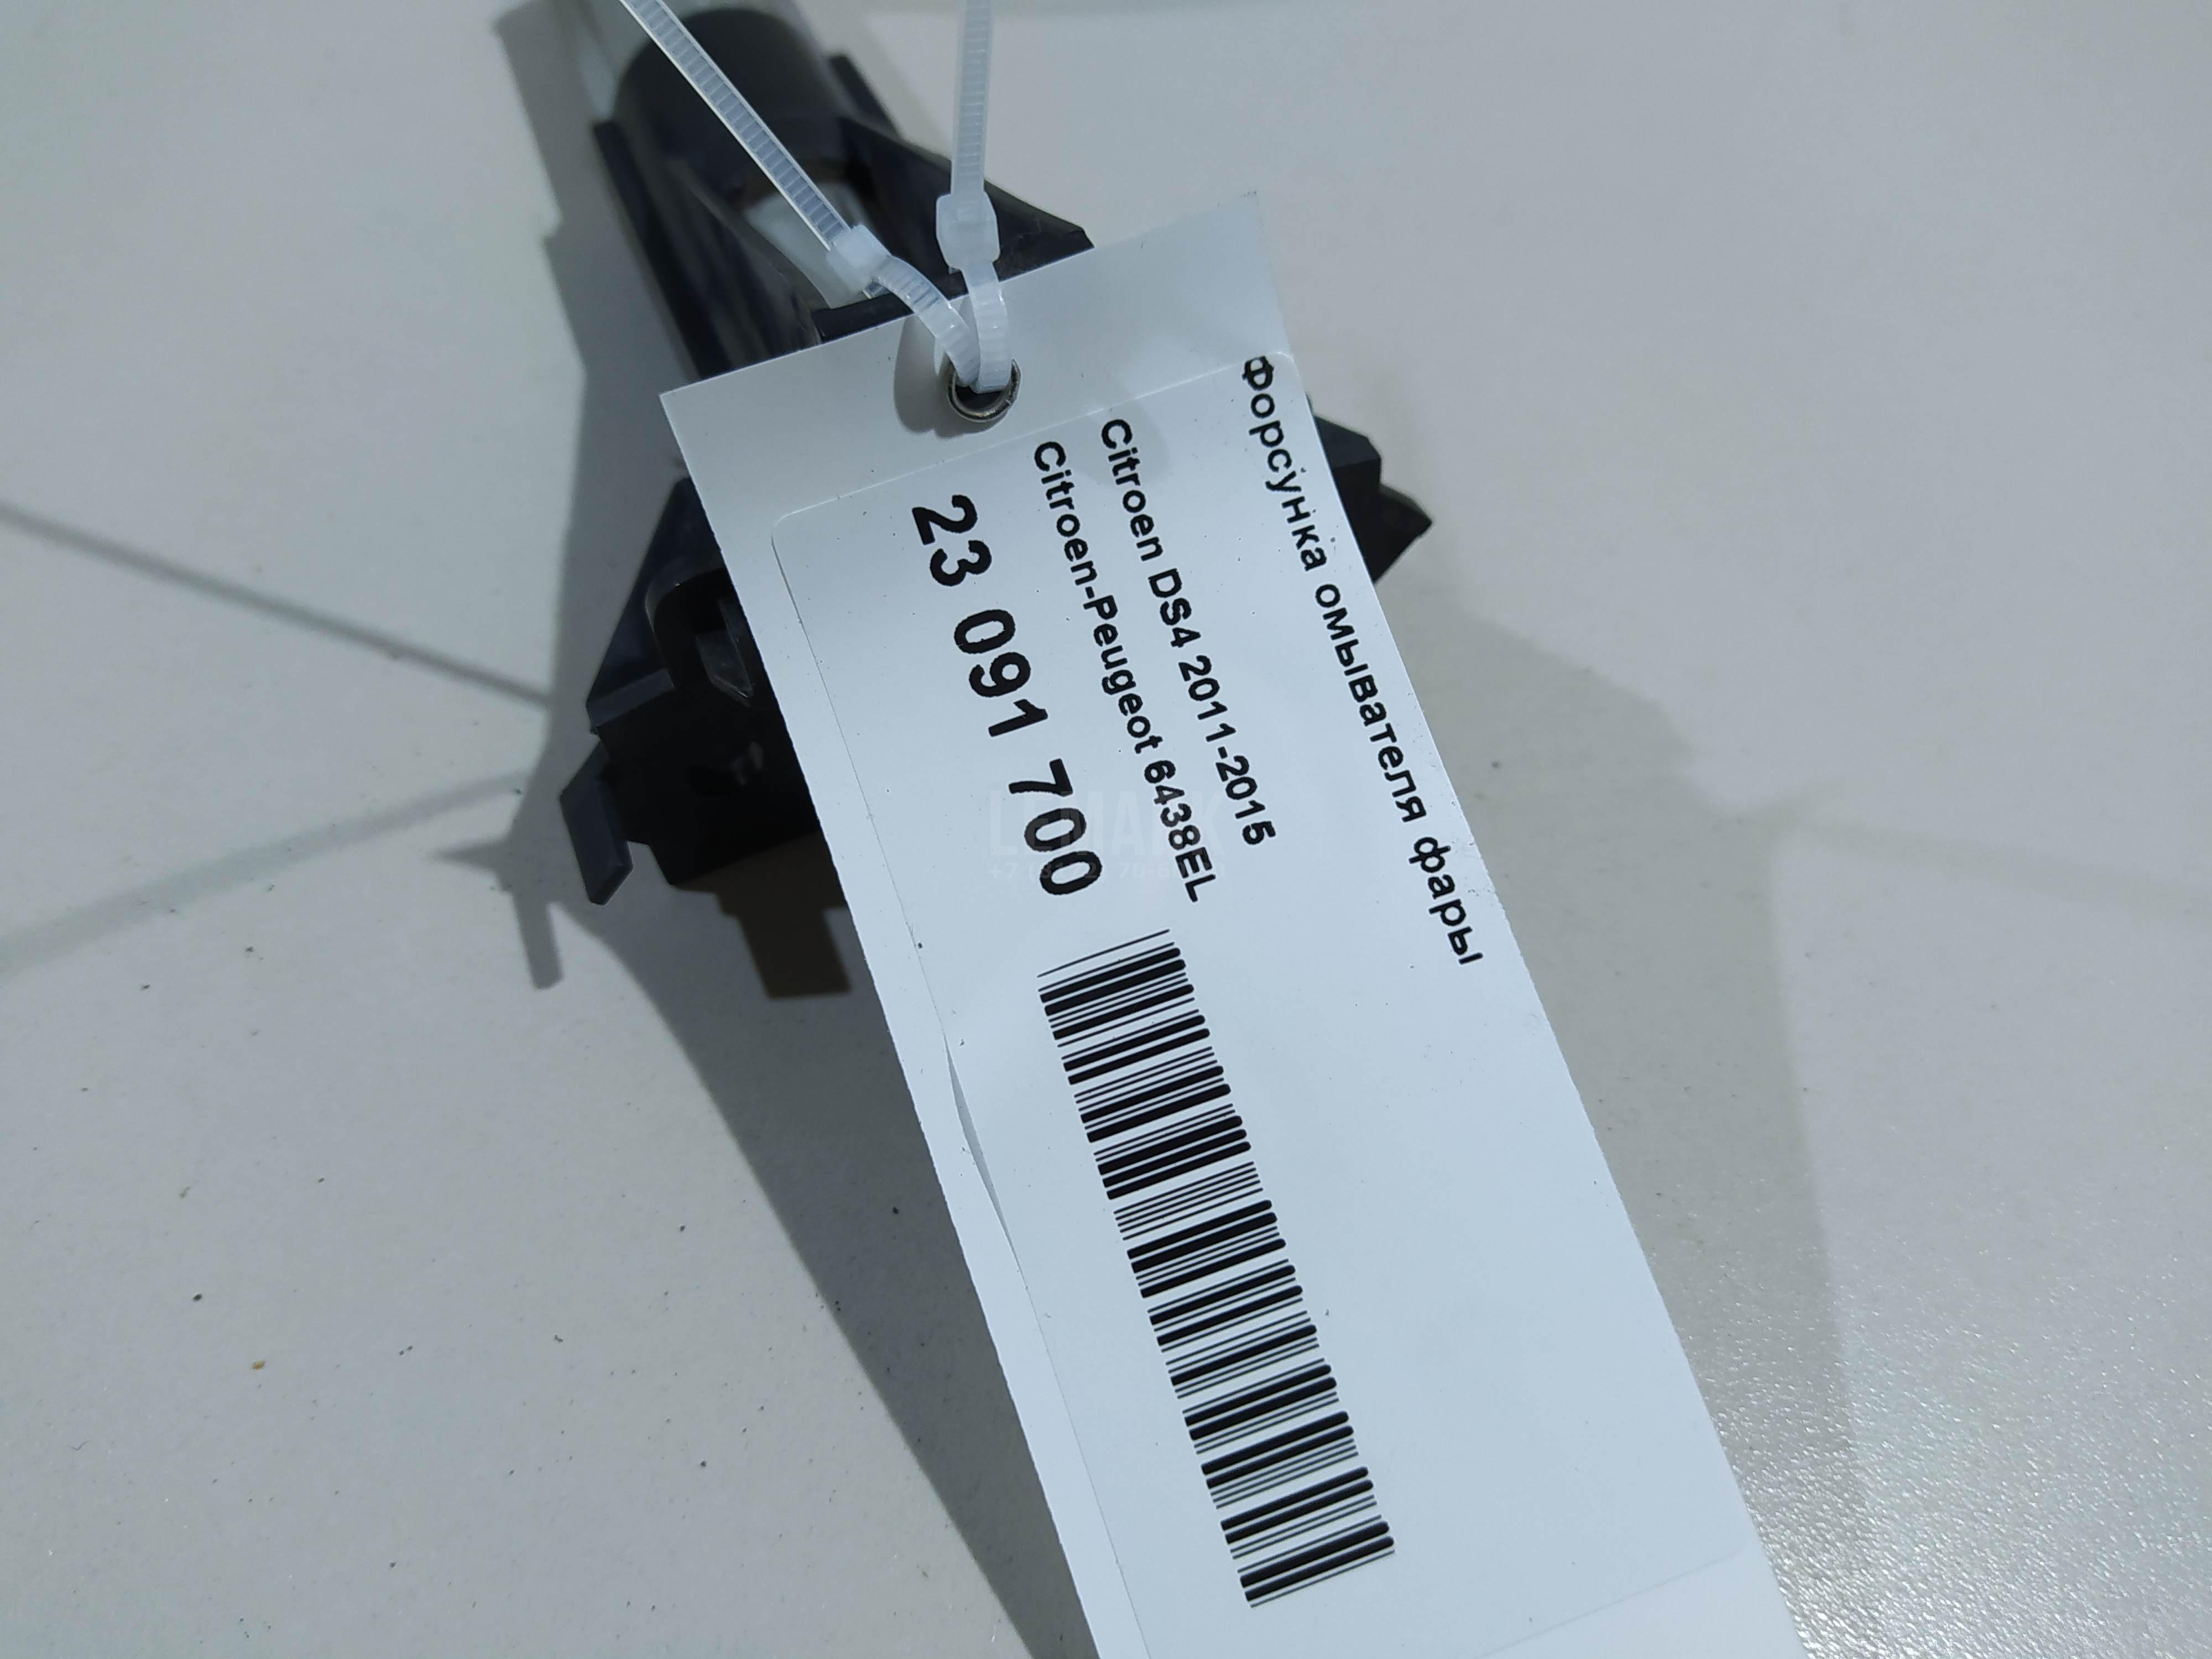 Форсунка омывателя фары
Citroen DS4 2011-2015
Citroen-Peugeot 6438EL
23 091 700